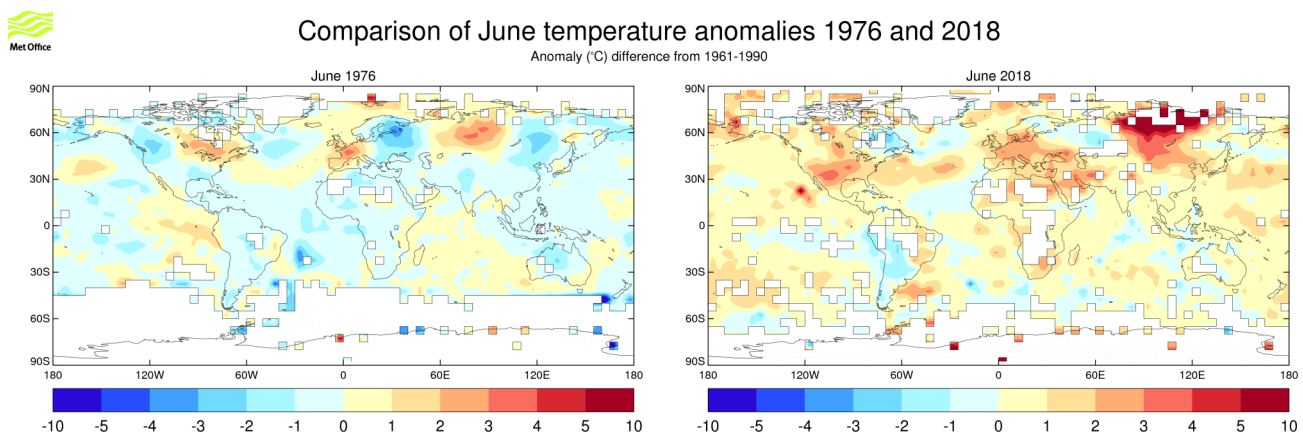 Met Office
Comparison of June temperature anomalies 1976 and 2018
Anomaly (°C) difference from 1961-1990
June 1976
90N
60N
30N
0
30S
60S
90S
180 120W 60W 0 60E 120E 180
-10 -5 -4 -3 -2 -1 0 1 2 3 4 5 10
June 2018
90N
60N
30N
0
30S
60S
90S
180 120W 60W 0 60E 120E 180
-10 -5 -4 -3 -2 -1 0 1 2 3 4 5 10